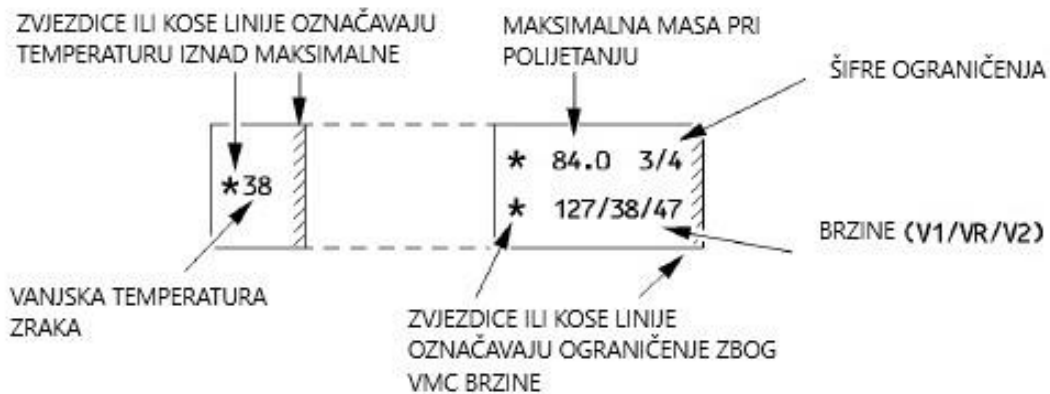 ZVJEZDICE ILI KOSE LINIJE OZNAČAVAJU
TEMPERATURU IZNAD MAKSIMALNE
MAKSIMALNA MASA PRI
POLIJETANJU
ŠIFRE OGRANIČENJA
* 84.0 3/4
*38
* 127/38/47
BRZINE (V1/VR/V2)
VANJSKA TEMPERATURA
ZRAKA
ZVJEZDICE ILI KOSE LINIJE
OZNAČAVAJU OGRANIČENJE ZBOG
VMC BRZINE